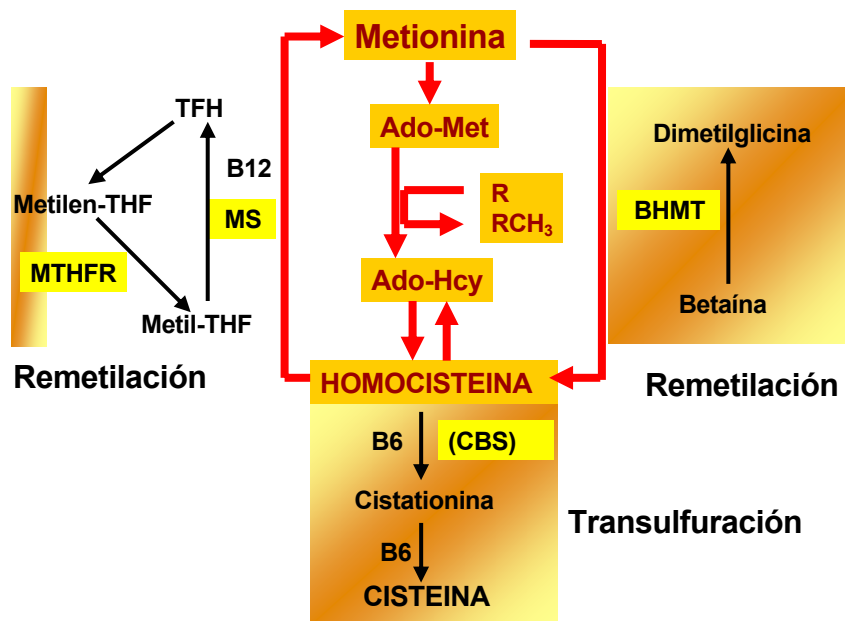 Metionina
TFH
Ado-Met
Dimetilglicina
B12
Metilen-THF
MS
R
RCH₃
BHMT
MTHFR
Ado-Hcy
Metil-THF
Betaína
Remetilación
HOMOCISTEINA
Remetilación
B6
(CBS)
Cistationina
Transulfuración
B6
CISTEINA